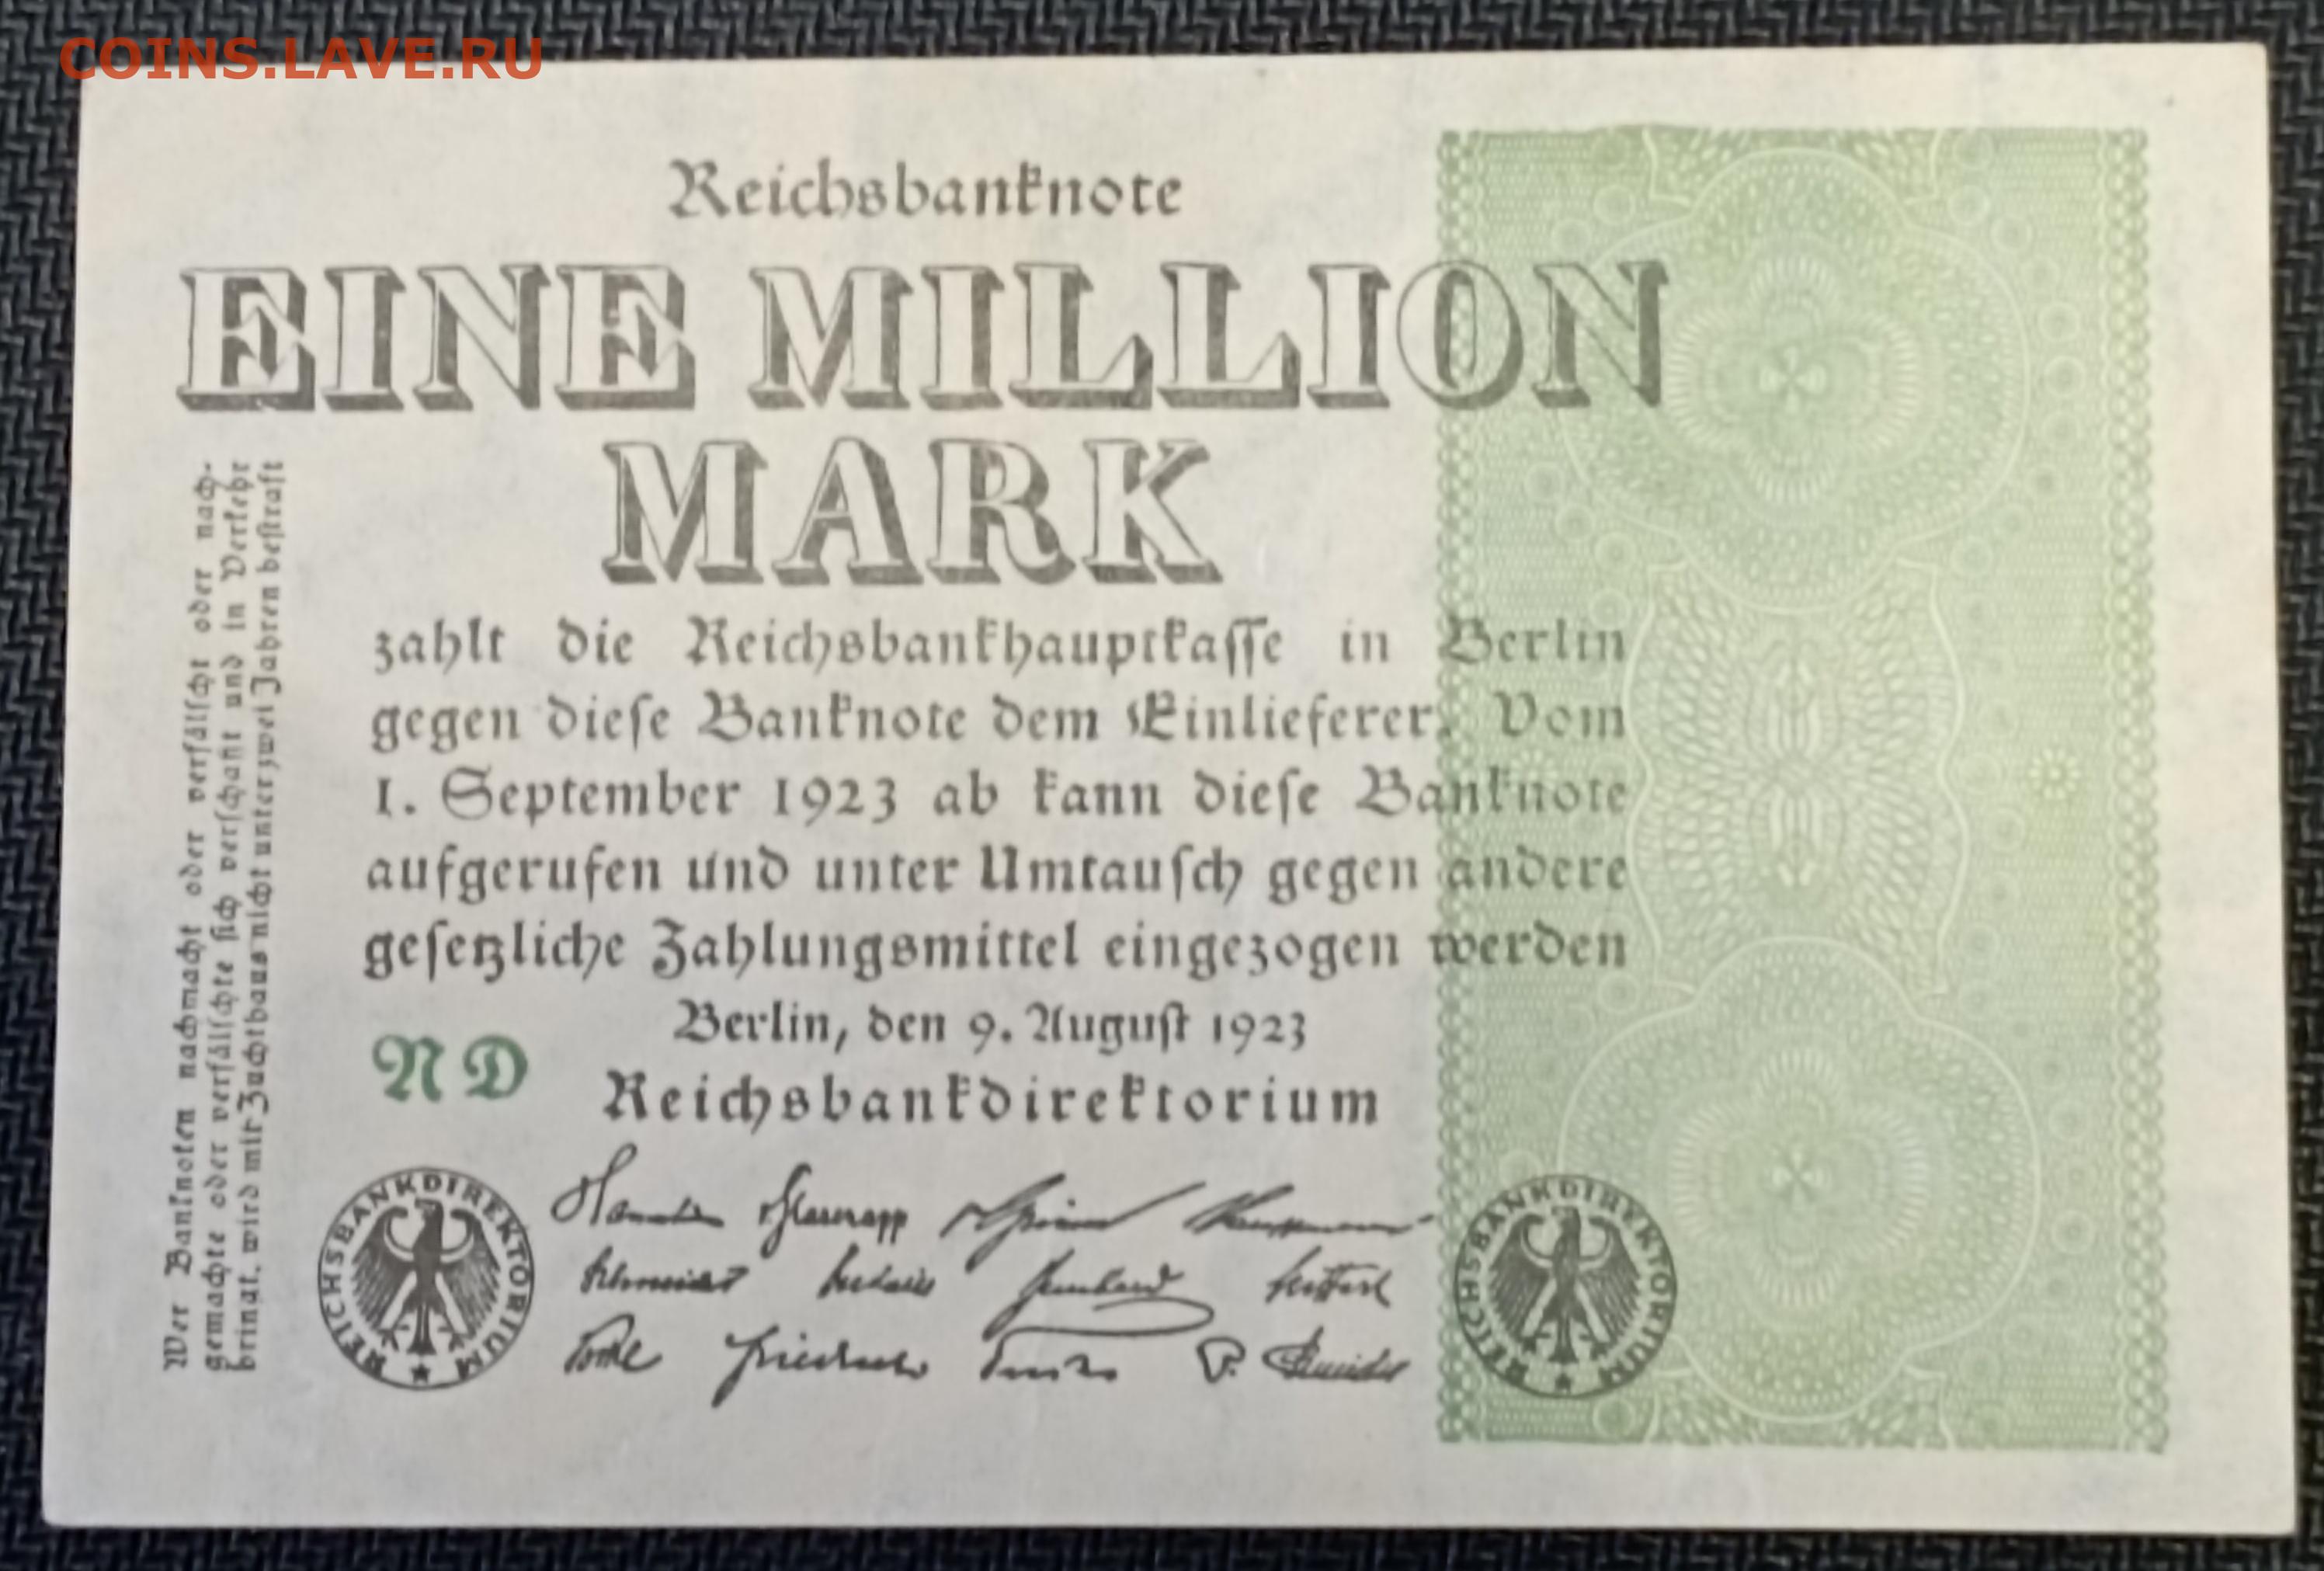 COINS.LAVE.RU
Reichsbanknote
EINE MILLION
MARK
zahlt die Reichsbankhauptkasse in Berlin
gegen diese Banknote dem Einlieferer. Vom
1. September 1923 ab kann diese Banknote
aufgerufen und unter Umtausch gegen andere
gesetzliche Zahlungsmittel eingezogen werden
Berlin, den 9. August 1923
ND
Reichsbankdirektorium
Wer Banknoten nachmacht oder verfälscht oder nach-
gemachte oder verfälschte sich verschafft und in Verkehr
bringt, wird mit Zuchthaus nicht unter zwei Jahren bestraft
REICHSBANKDIREKTORIUM
REICHSBANKDIREKTORIUM